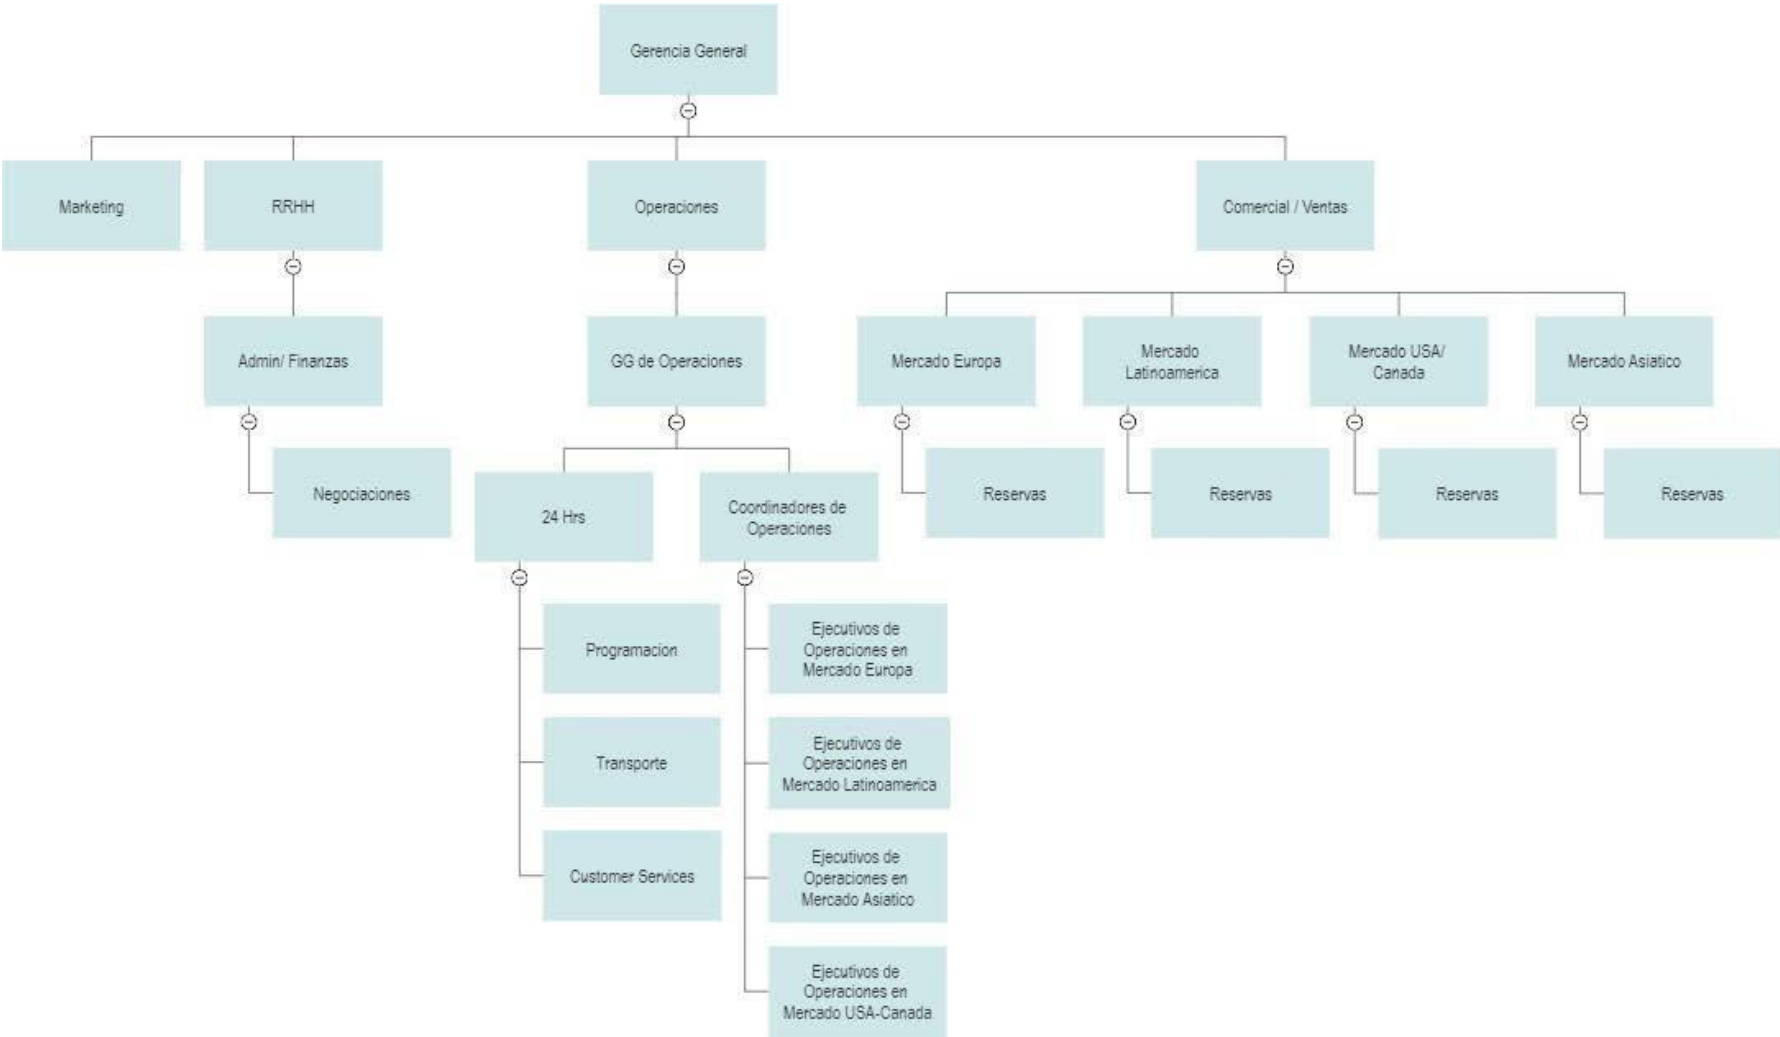 Gerencia General
Marketing
RRHH
Operaciones
Comercial / Ventas
Admin/ Finanzas
GG de Operaciones
Mercado Europa
Mercado
Latinoamerica
Mercado USA/
Canada
Mercado Asiatico
Negociaciones
24 Hrs
Coordinadores de
Operaciones
Reservas
Reservas
Reservas
Reservas
Programacion
Transporte
Customer Services
Ejecutivos de
Operaciones en
Mercado Europa
Ejecutivos de
Operaciones en
Mercado Latinoamerica
Ejecutivos de
Operaciones en
Mercado Asiatico
Ejecutivos de
Operaciones en
Mercado USA-Canada